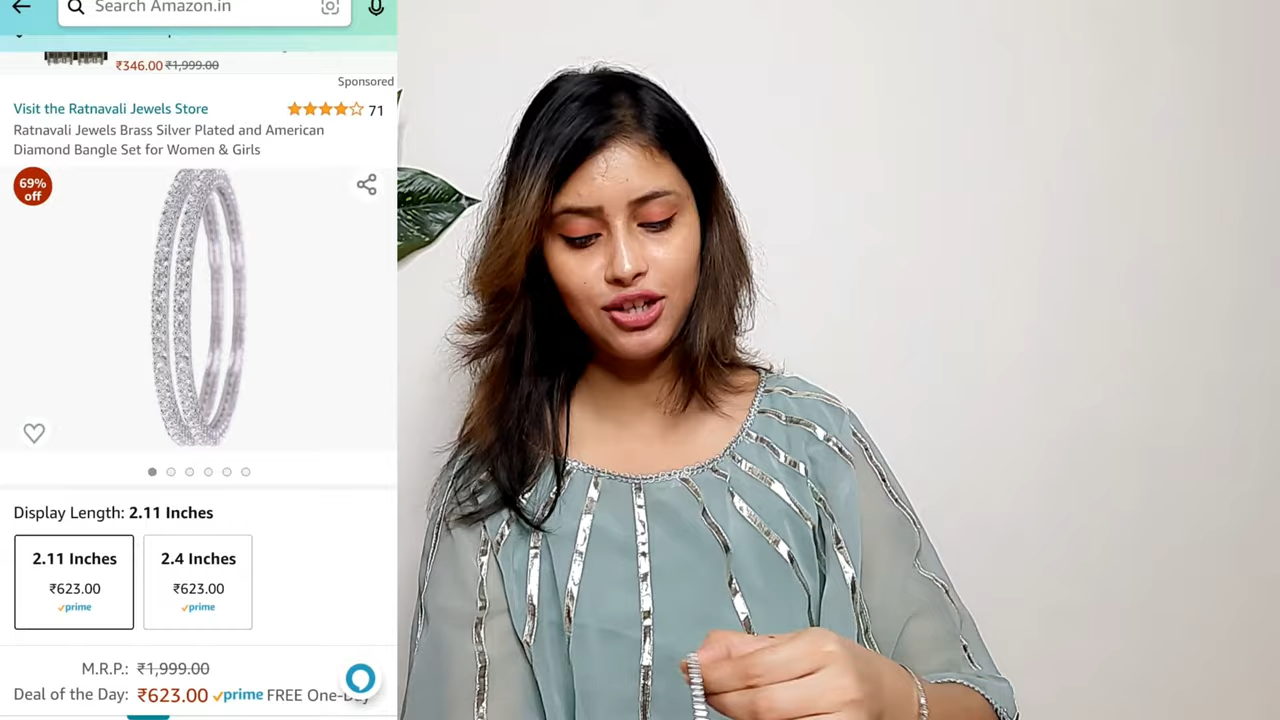 Search Amazon.in
₹346.00 ₹1,999.00
Sponsored
Visit the Ratnavali Jewels Store 71
Ratnavali Jewels Brass Silver Plated and American
Diamond Bangle Set for Women & Girls
69%
off
Display Length: 2.11 Inches
2.11 Inches 2.4 Inches
₹623.00 ₹623.00
prime prime
M.R.P.: ₹1,999.00
Deal of the Day: ₹623.00 prime FREE One-Day